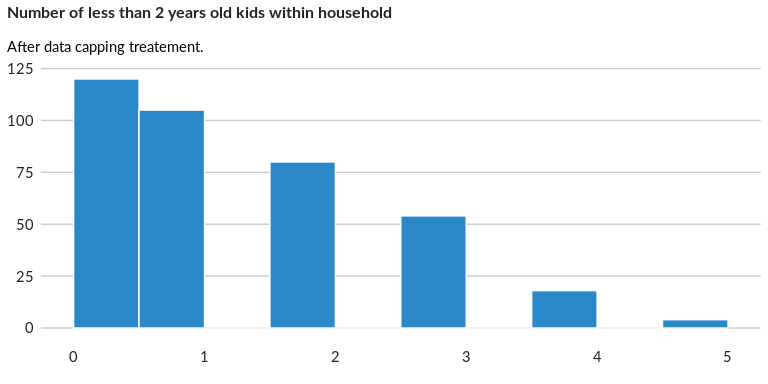 Number of less than 2 years old kids within household
After data capping treatement.
125
100
75
50
25
0
0 1 2 3 4 5